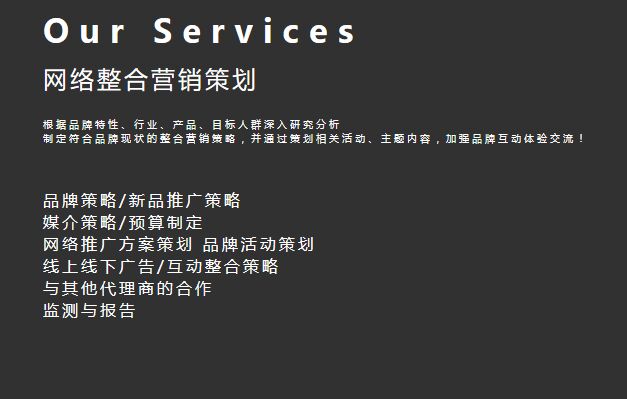 Our Services
网络整合营销策划
根据品牌特性、行业、产品、目标人群深入研究分析
制定符合品牌现状的整合营销策略，并通过策划相关活动、主题内容，加强品牌互动体验交流！
品牌策略/新品推广策略
媒介策略/预算制定
网络推广方案策划 品牌活动策划
线上线下广告/互动整合策略
与其他代理商的合作
监测与报告